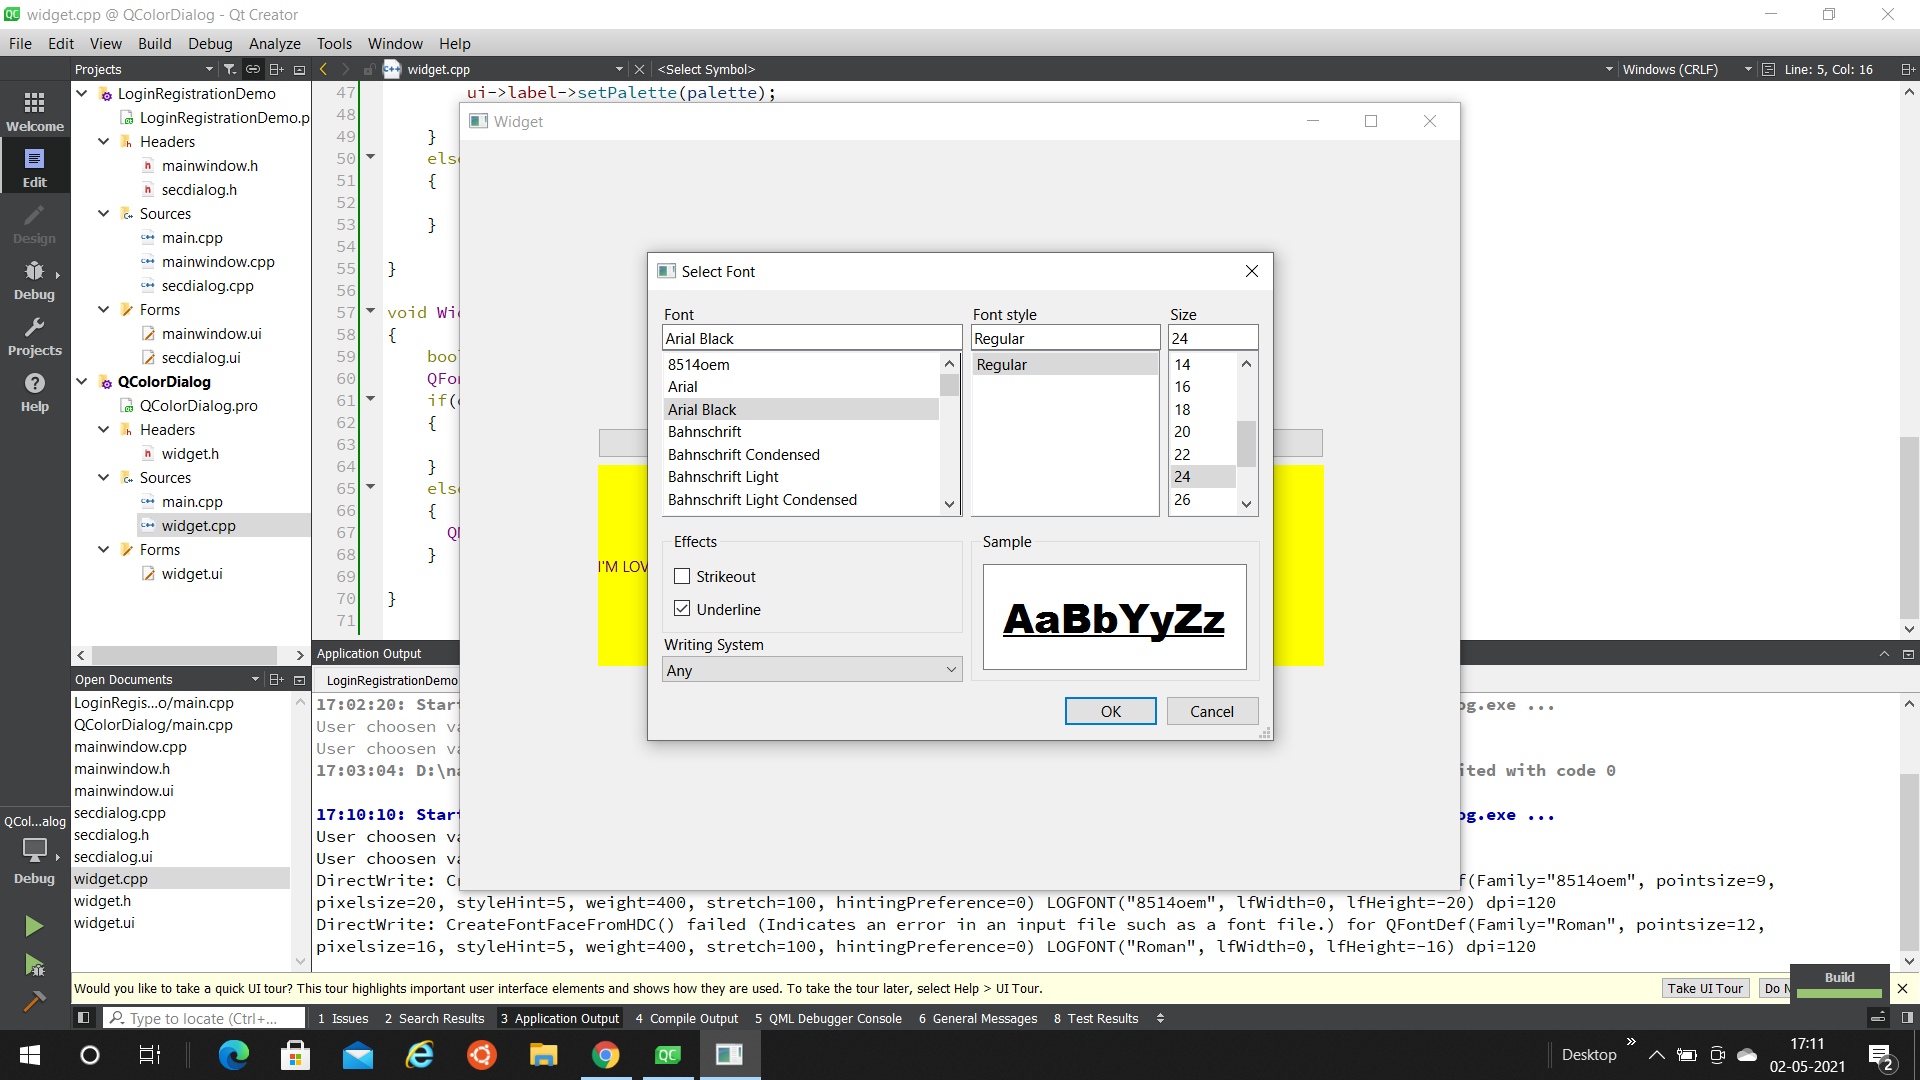 widget.cpp @ QColorDialog - Qt Creator
File Edit View Build Debug Analyze Tools Window Help
Projects
widget.cpp
<Select Symbol>
Windows (CRLF)
Line: 5, Col: 16
Welcome
Edit
Design
Debug
Projects
Help
LoginRegistrationDemo
LoginRegistrationDemo.p
Headers
mainwindow.h
secdialog.h
Sources
main.cpp
mainwindow.cpp
secdialog.cpp
Forms
mainwindow.ui
secdialog.ui
QColorDialog
QColorDialog.pro
Headers
widget.h
Sources
main.cpp
widget.cpp
Forms
widget.ui
47 ui->label->setPalette(palette);
48
49 }
50 else
51 {
52
53 }
54
55 }
56
57 void Wi
58 {
59 bool
60 QFon
61 if(
62 {
63
64 }
65 else
66 {
67 Q
68 }
69
70 }
71
Widget
I'M LOV
Select Font
Font
Arial Black
8514oem
Arial
Arial Black
Bahnschrift
Bahnschrift Condensed
Bahnschrift Light
Bahnschrift Light Condensed
Font style
Regular
Regular
Size
24
14
16
18
20
22
24
26
Effects
Strikeout
Underline
Writing System
Any
Sample
AaBbYyZz
OK
Cancel
Open Documents
LoginRegis...o/main.cpp
QColorDialog/main.cpp
mainwindow.cpp
mainwindow.h
mainwindow.ui
secdialog.cpp
secdialog.h
secdialog.ui
widget.cpp
widget.h
widget.ui
QCol...alog
Debug
Application Output
LoginRegistrationDemo
17:02:20: Star og.exe ...
User choosen va
User choosen va
17:03:04: D:\na ited with code 0
17:10:10: Star og.exe ...
User choosen va
User choosen va
DirectWrite: C f(Family="8514oem", pointsize=9,
pixelsize=20, styleHint=5, weight=400, stretch=100, hintingPreference=0) LOGFONT("8514oem", lfWidth=0, lfHeight=-20) dpi=120
DirectWrite: CreateFontFaceFromHDC() failed (Indicates an error in an input file such as a font file.) for QFontDef(Family="Roman", pointsize=12,
pixelsize=16, styleHint=5, weight=400, stretch=100, hintingPreference=0) LOGFONT("Roman", lfWidth=0, lfHeight=-16) dpi=120
Would you like to take a quick UI tour? This tour highlights important user interface elements and shows how they are used. To take the tour later, select Help > UI Tour.
Take UI Tour
Do N
Build
Type to locate (Ctrl+...
1 Issues 2 Search Results 3 Application Output 4 Compile Output 5 QML Debugger Console 6 General Messages 8 Test Results
Desktop
17:11
02-05-2021
2